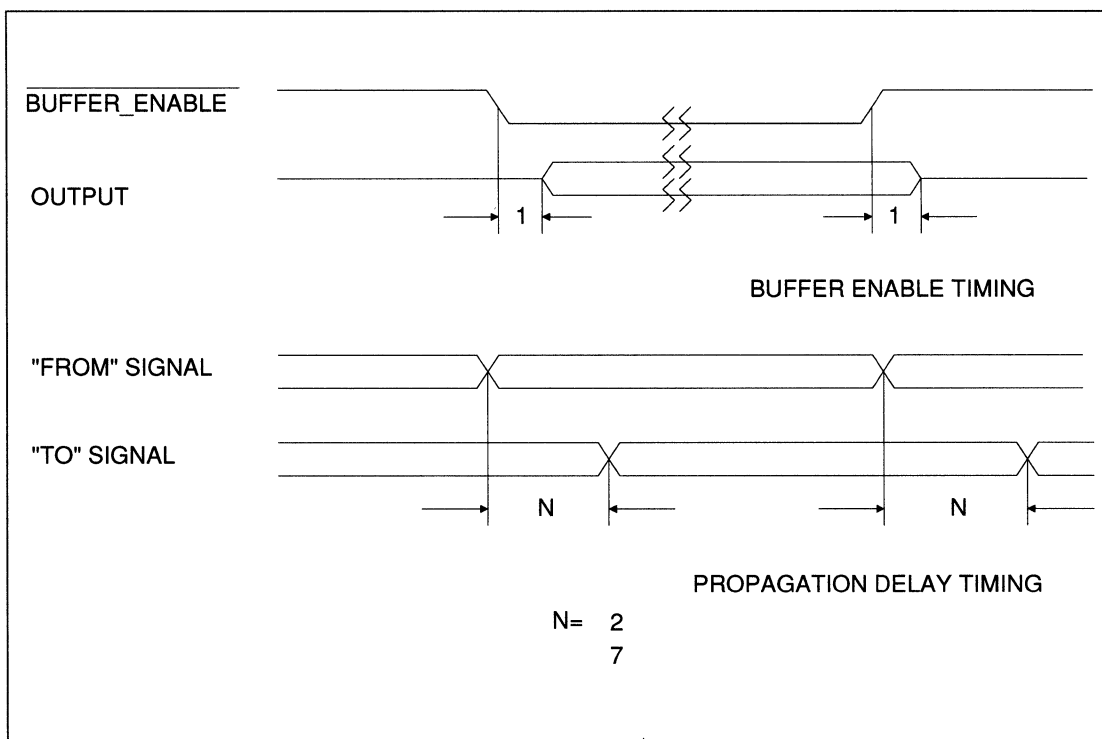 BUFFER_ENABLE
OUTPUT
1
1
BUFFER ENABLE TIMING
"FROM" SIGNAL
"TO" SIGNAL
N
N
PROPAGATION DELAY TIMING
N= 2
7